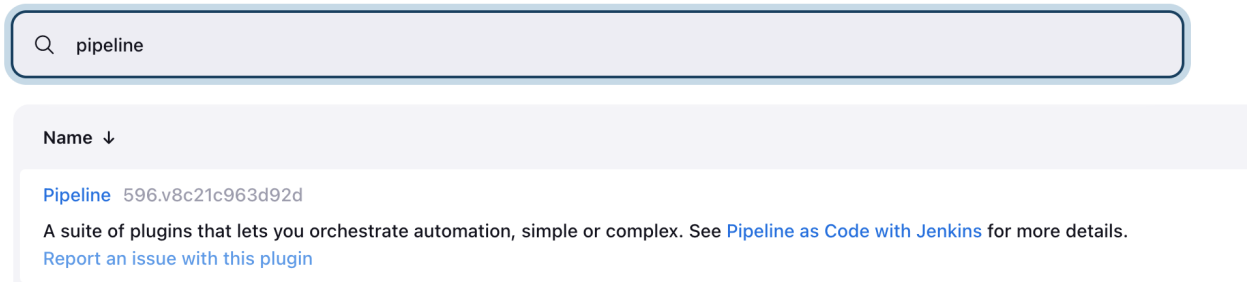 pipeline
Name ↓
Pipeline 596.v8c21c963d92d
A suite of plugins that lets you orchestrate automation, simple or complex. See Pipeline as Code with Jenkins for more details.
Report an issue with this plugin